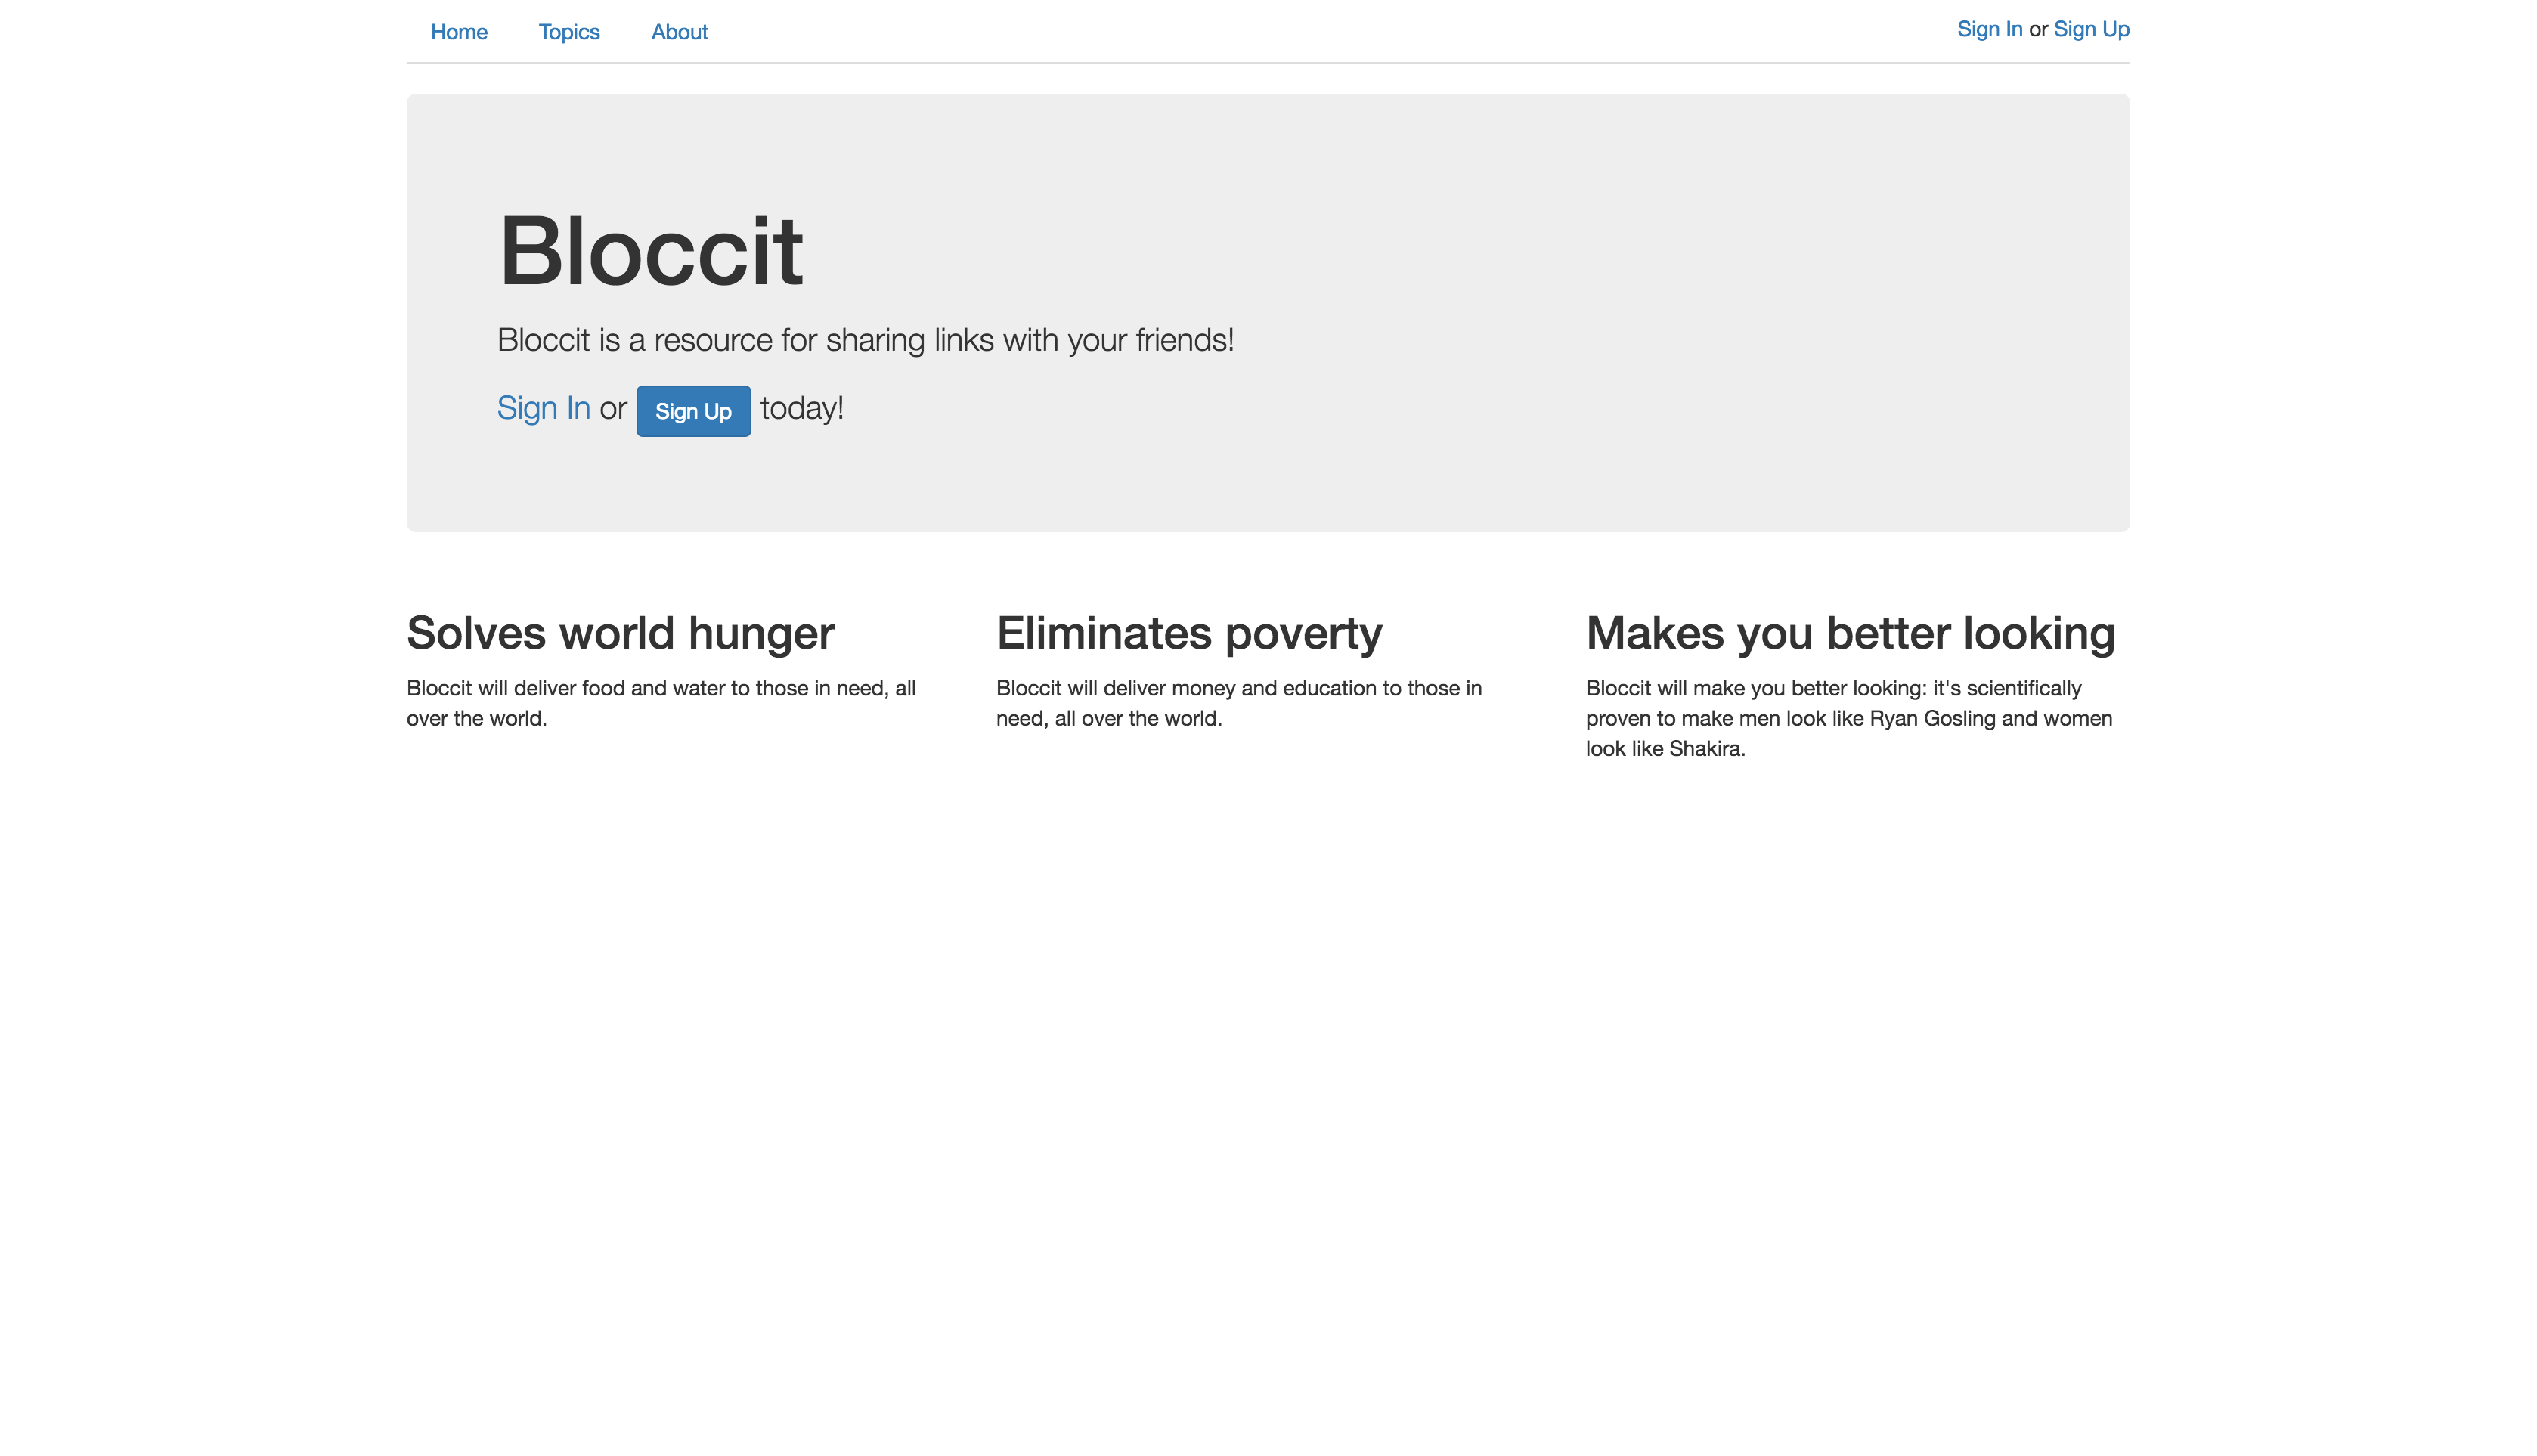 Home Topics About Sign In or Sign Up
Bloccit
Bloccit is a resource for sharing links with your friends!
Sign In or Sign Up today!
Solves world hunger
Bloccit will deliver food and water to those in need, all
over the world.
Eliminates poverty
Bloccit will deliver money and education to those in
need, all over the world.
Makes you better looking
Bloccit will make you better looking: it's scientifically
proven to make men look like Ryan Gosling and women
look like Shakira.